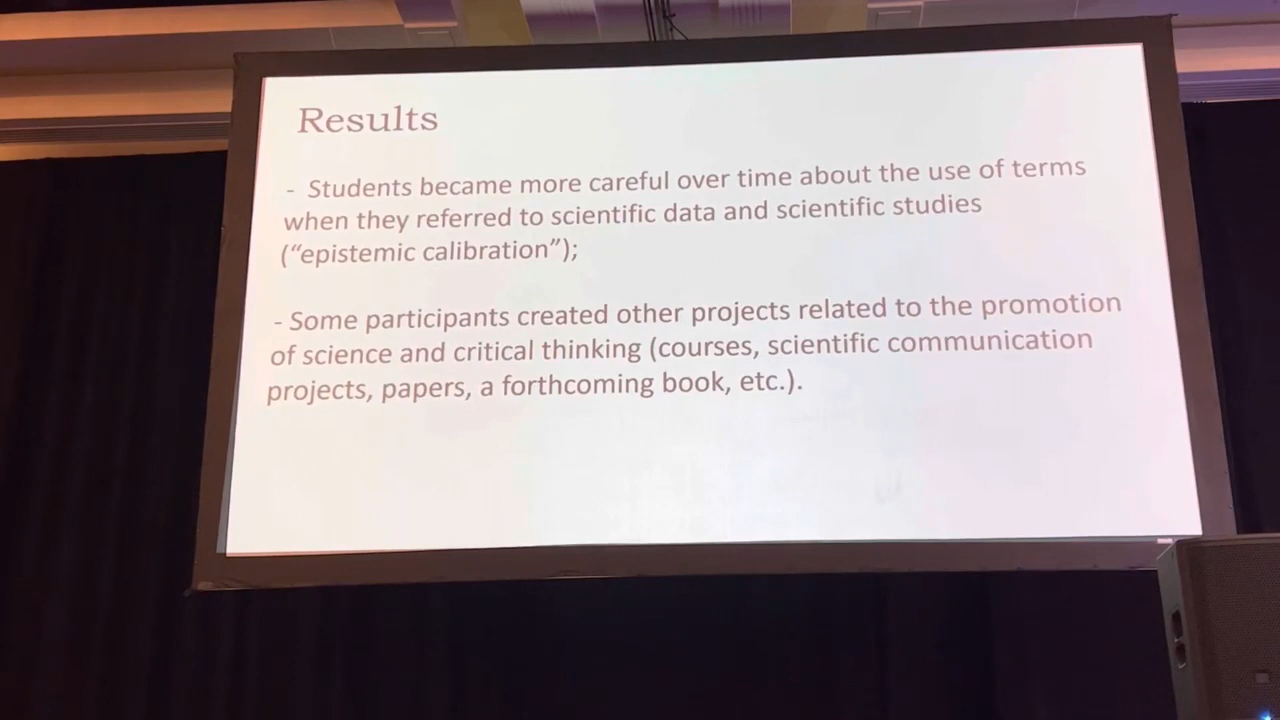 Results
- Students became more careful over time about the use of terms
when they referred to scientific data and scientific studies
(“epistemic calibration”);
- Some participants created other projects related to the promotion
of science and critical thinking (courses, scientific communication
projects, papers, a forthcoming book, etc.).